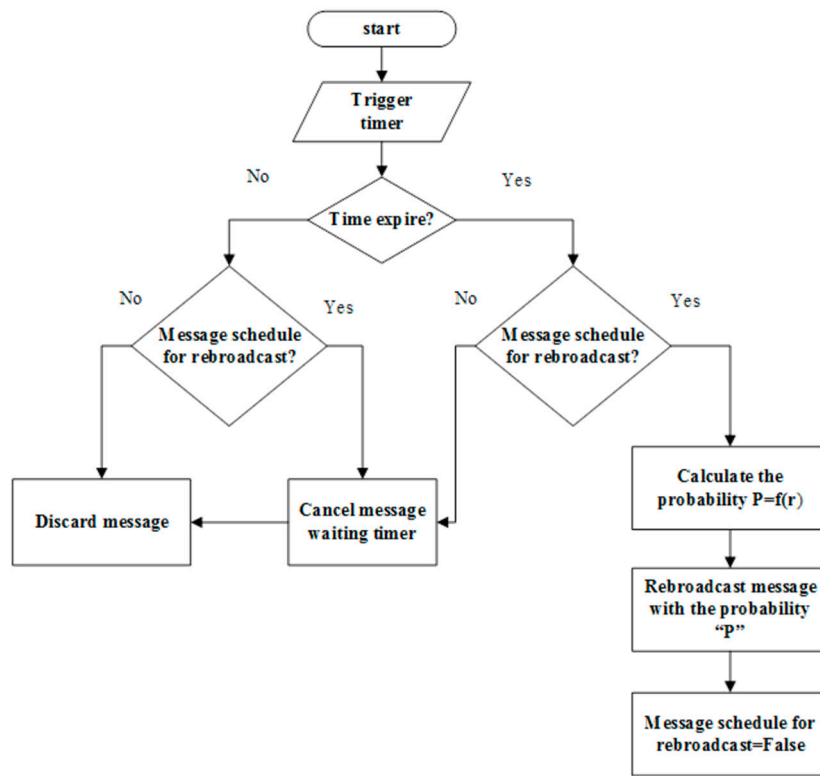 start
Trigger
timer
No
Yes
Time expire?
No
Yes
No
Yes
Message schedule
for rebroadcast?
Message schedule
for rebroadcast?
Discard message
Cancel message
waiting timer
Calculate the
probability P=f(r)
Rebroadcast message
with the probability
“P”
Message schedule for
rebroadcast=False